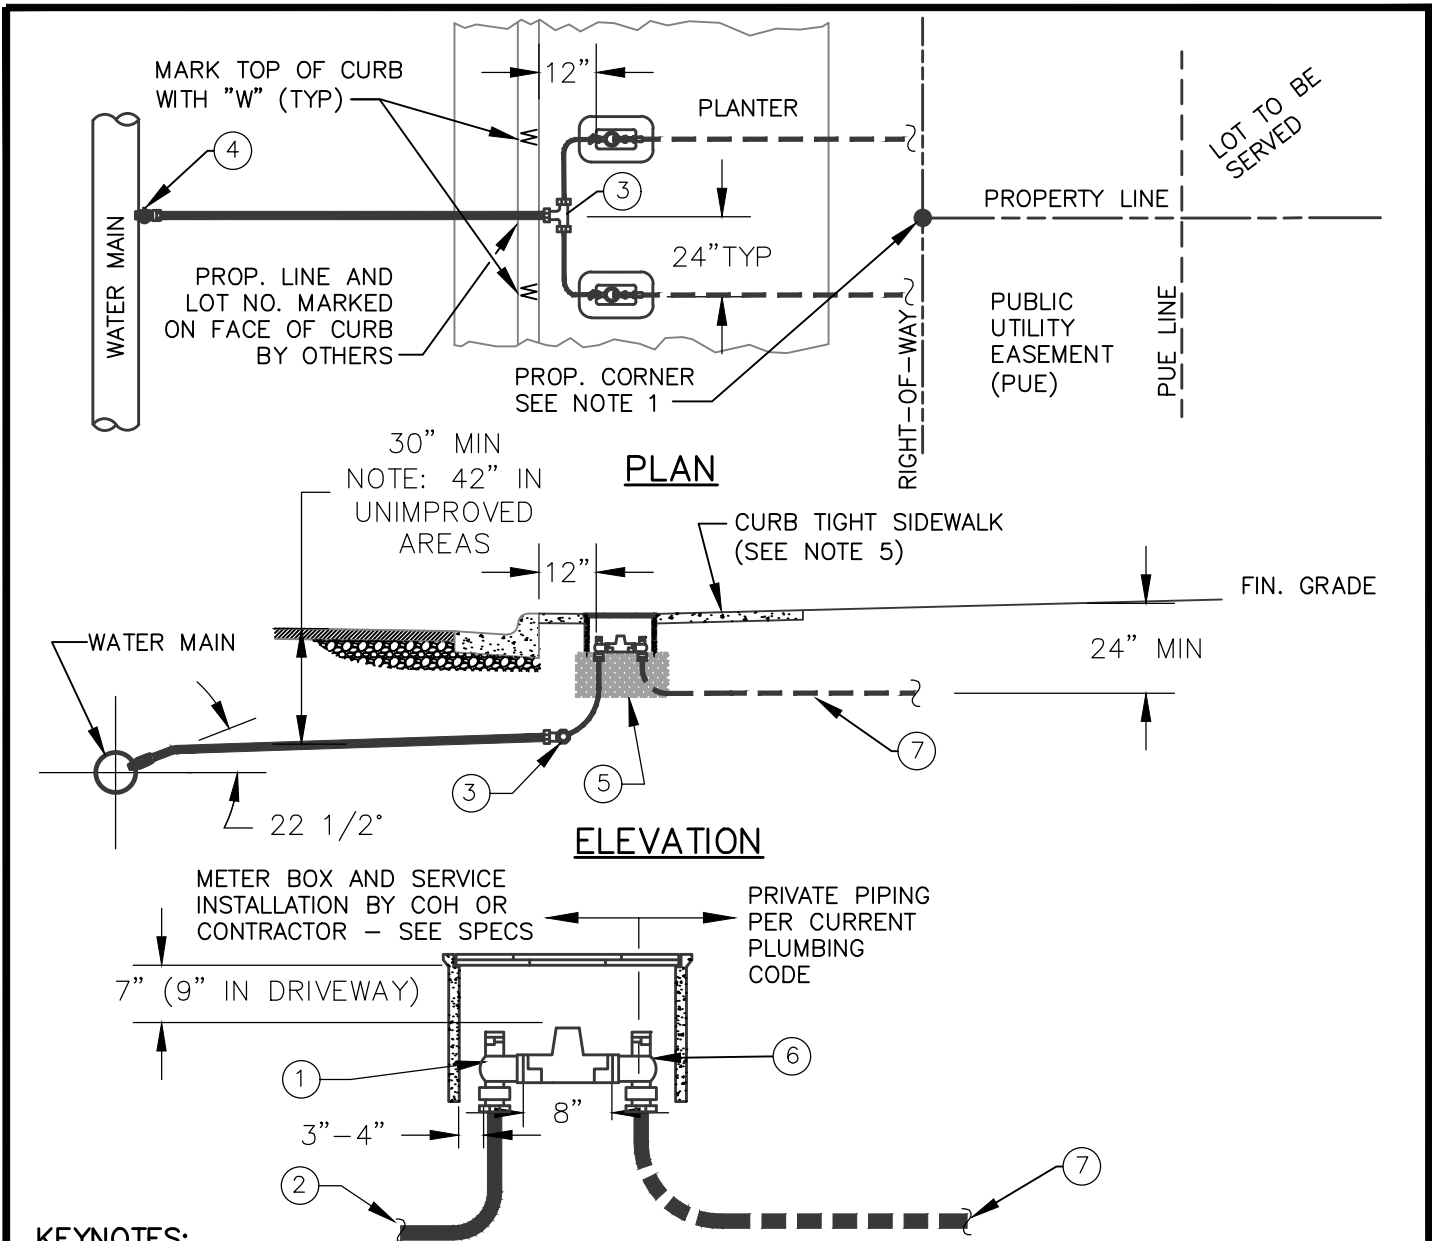 MARK TOP OF CURB
WITH "W" (TYP)
12"
PLANTER
LOT TO BE
SERVED
4
W
3
PROPERTY LINE
WATER MAIN
24"TYP
PROP. LINE AND
LOT NO. MARKED
ON FACE OF CURB
BY OTHERS
W
PUBLIC
UTILITY
EASEMENT
(PUE)
PUE LINE
RIGHT-OF-WAY
PROP. CORNER
SEE NOTE 1
PLAN
30" MIN
NOTE: 42" IN
UNIMPROVED
AREAS
CURB TIGHT SIDEWALK
(SEE NOTE 5)
12"
FIN. GRADE
WATER MAIN
24" MIN
7
3
5
22 1/2°
ELEVATION
METER BOX AND SERVICE
INSTALLATION BY COH OR
CONTRACTOR – SEE SPECS
PRIVATE PIPING
PER CURRENT
PLUMBING
CODE
7" (9" IN DRIVEWAY)
1
6
8"
3"-4"
2
7
KEYNOTES: